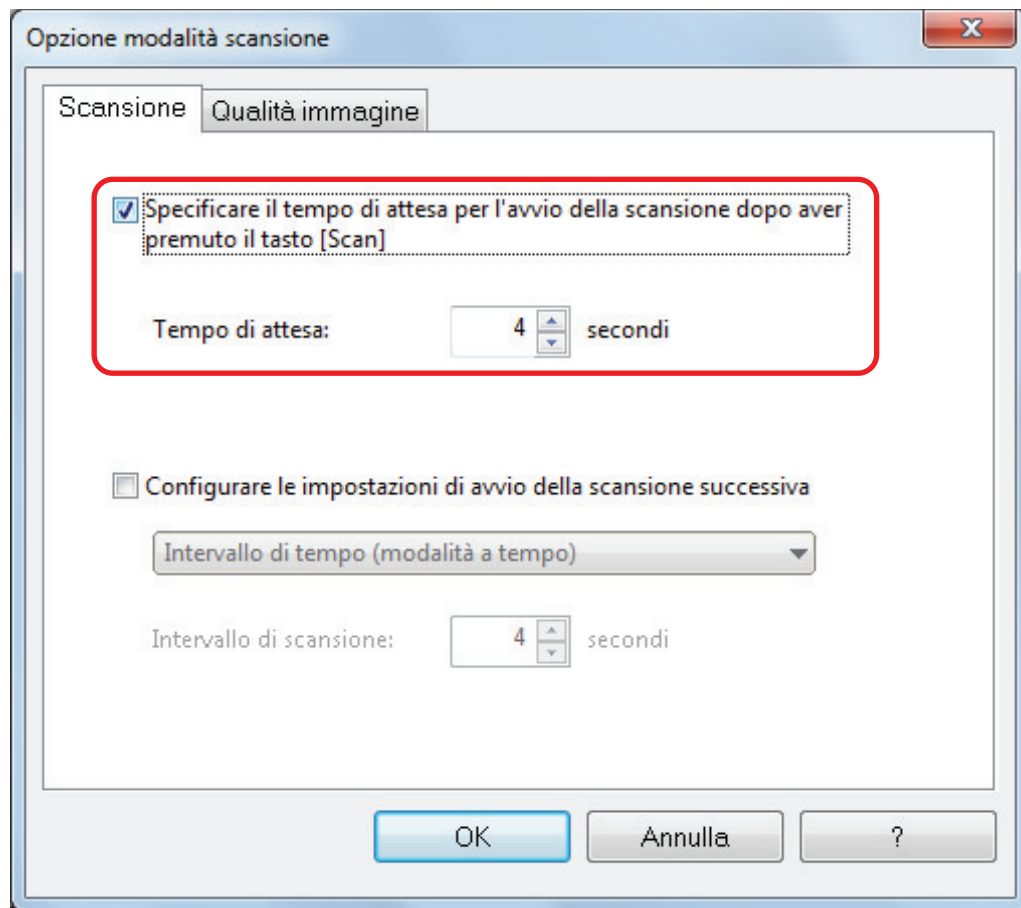 Opzione modalità scansione
x
Scansione
Qualità immagine
Specificare il tempo di attesa per l'avvio della scansione dopo aver
premuto il tasto [Scan]
Tempo di attesa: 4 secondi
Configurare le impostazioni di avvio della scansione successiva
Intervallo di tempo (modalità a tempo)
Intervallo di scansione: 4 secondi
OK Annulla ?